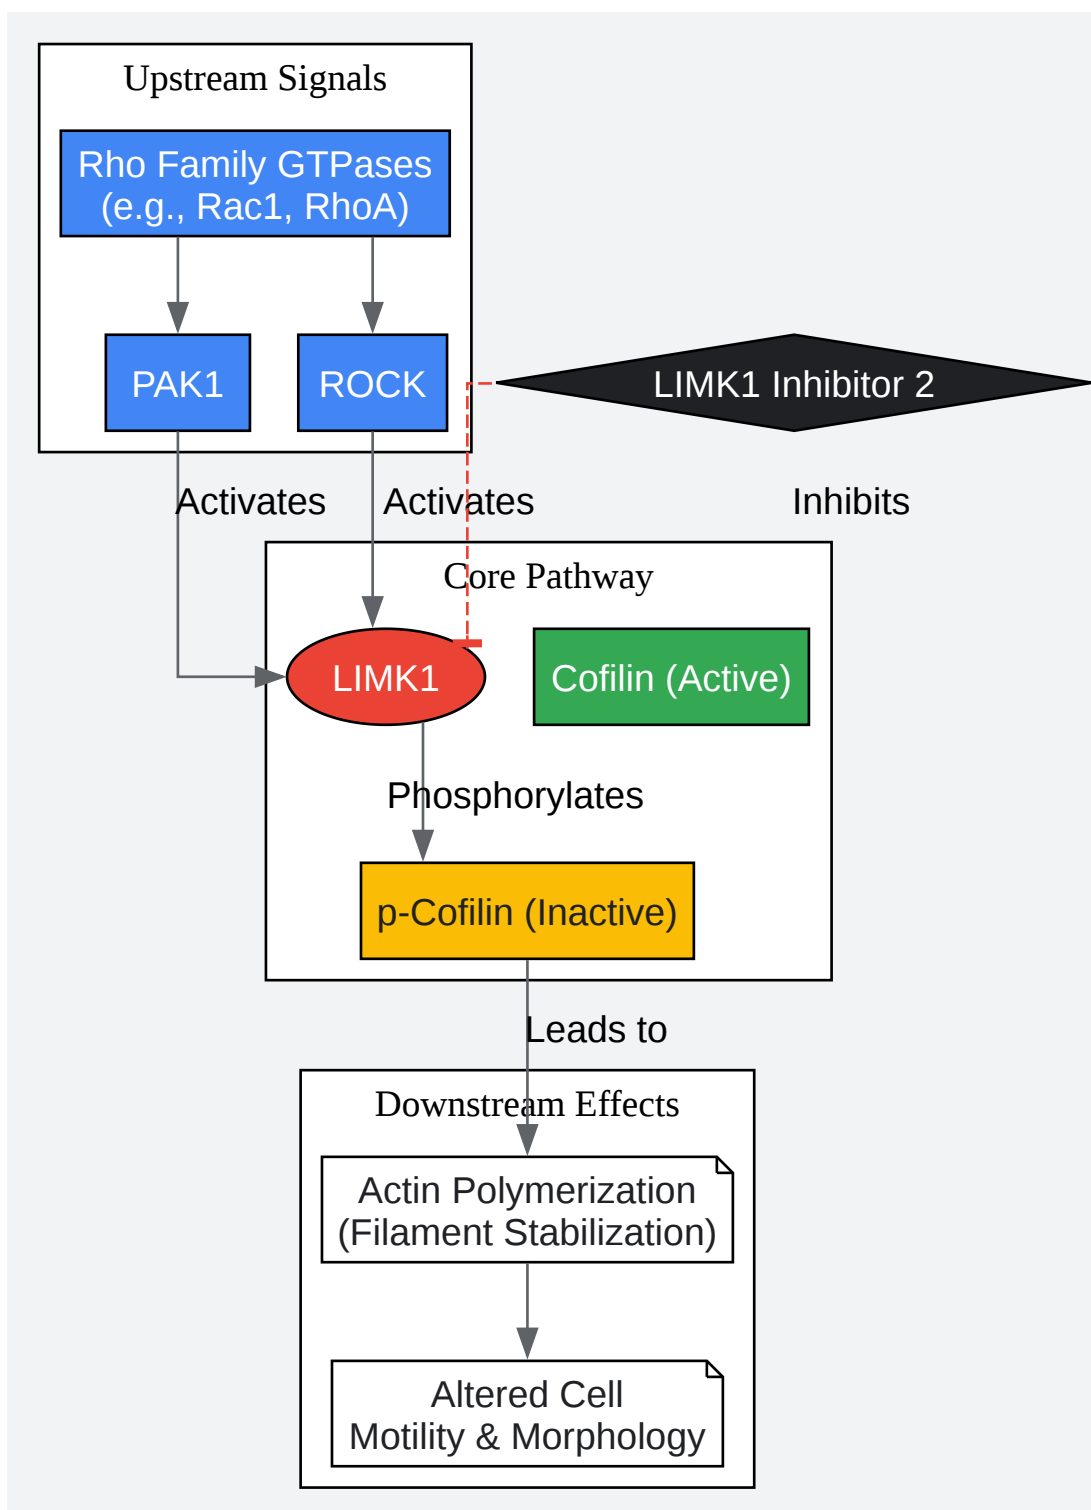 Upstream Signals
Rho Family GTPases
(e.g., Rac1, RhoA)
PAK1
ROCK
LIMK1 Inhibitor 2
Activates
Activates
Inhibits
Core Pathway
LIMK1
Cofilin (Active)
Phosphorylates
p-Cofilin (Inactive)
Leads to
Downstream Effects
Actin Polymerization
(Filament Stabilization)
Altered Cell
Motility & Morphology